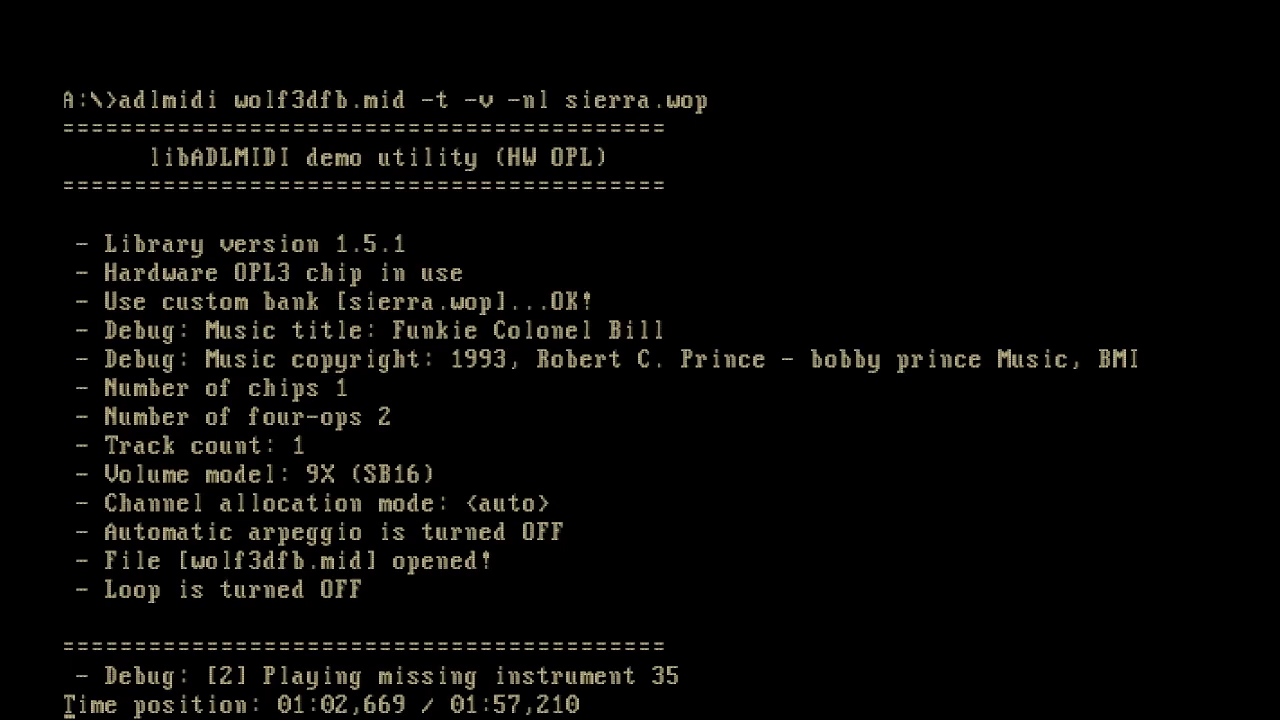 A:\>adlmidi wolf3dfb.mid -t -v -nl sierra.wop
==========================================
libADLMIDI demo utility (HW OPL)
==========================================
- Library version 1.5.1
- Hardware OPL3 chip in use
- Use custom bank [sierra.wop]...OK!
- Debug: Music title: Funkie Colonel Bill
- Debug: Music copyright: 1993, Robert C. Prince - bobby prince Music, BMI
- Number of chips 1
- Number of four-ops 2
- Track count: 1
- Volume model: 9X (SB16)
- Channel allocation mode: <auto>
- Automatic arpeggio is turned OFF
- File [wolf3dfb.mid] opened!
- Loop is turned OFF
==========================================
- Debug: [2] Playing missing instrument 35
Time position: 01:02,669 / 01:57,210